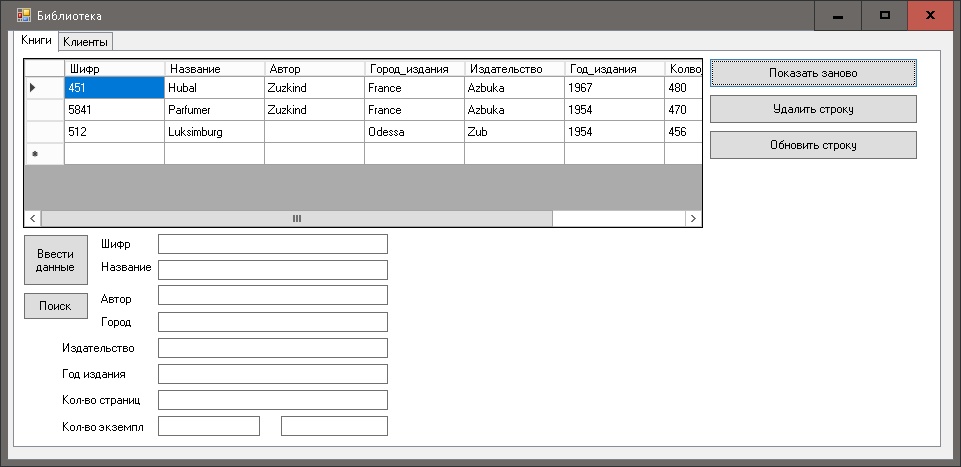 Библиотека
Книги Клиенты
Шифр Название Автор Город_издания Издательство Год_издания Колво_
451 Hubal Zuzkind France Azbuka 1967 480
5841 Parfumer Zuzkind France Azbuka 1954 470
512 Luksimburg Odessa Zub 1954 456
Показать заново
Удалить строку
Обновить строку
Ввести данные
Поиск
Шифр
Название
Автор
Город
Издательство
Год издания
Кол-во страниц
Кол-во экземпл